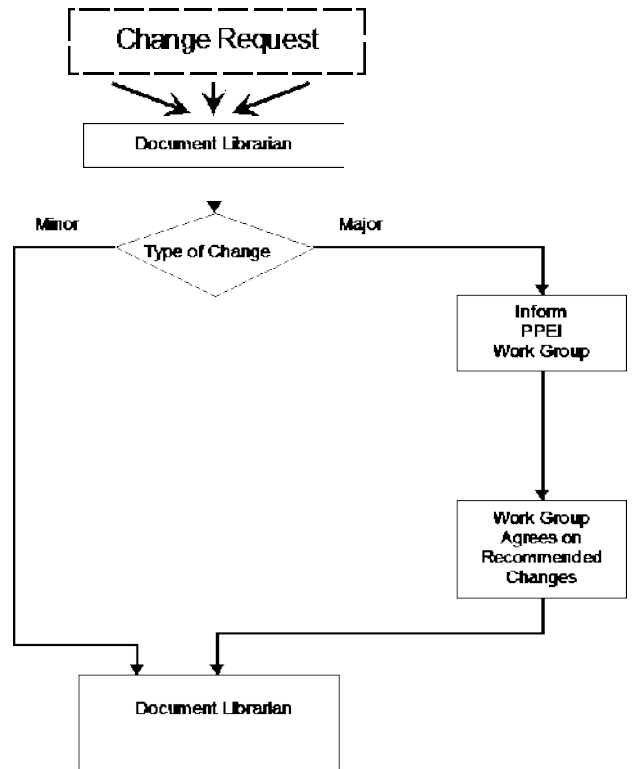 Change Request
Document Librarian
Minor
Type of Change
Major
Inform
PPEI
Work Group
Work Group
Agrees on
Recommended
Changes
Document Librarian